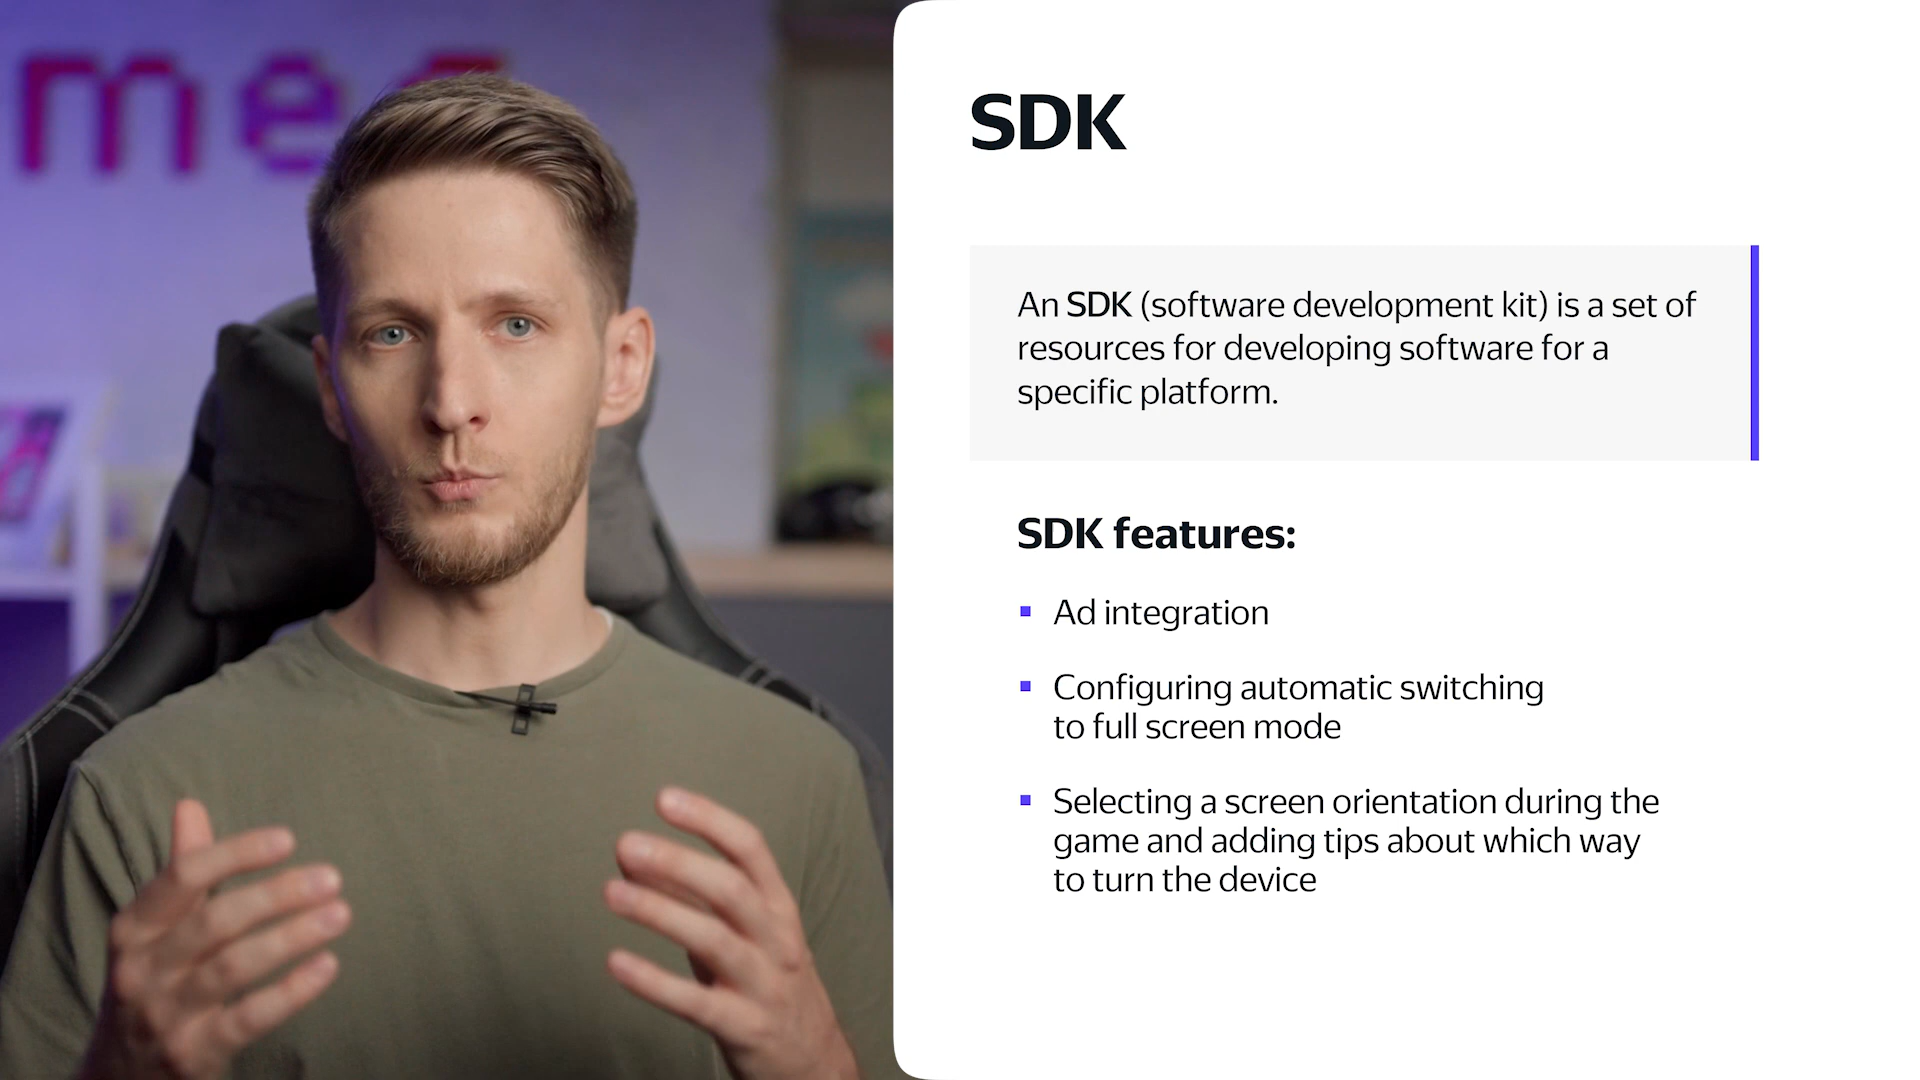 mes
SDK
An SDK (software development kit) is a set of
resources for developing software for a
specific platform.
SDK features:
▪ Ad integration
▪ Configuring automatic switching
to full screen mode
▪ Selecting a screen orientation during the
game and adding tips about which way
to turn the device